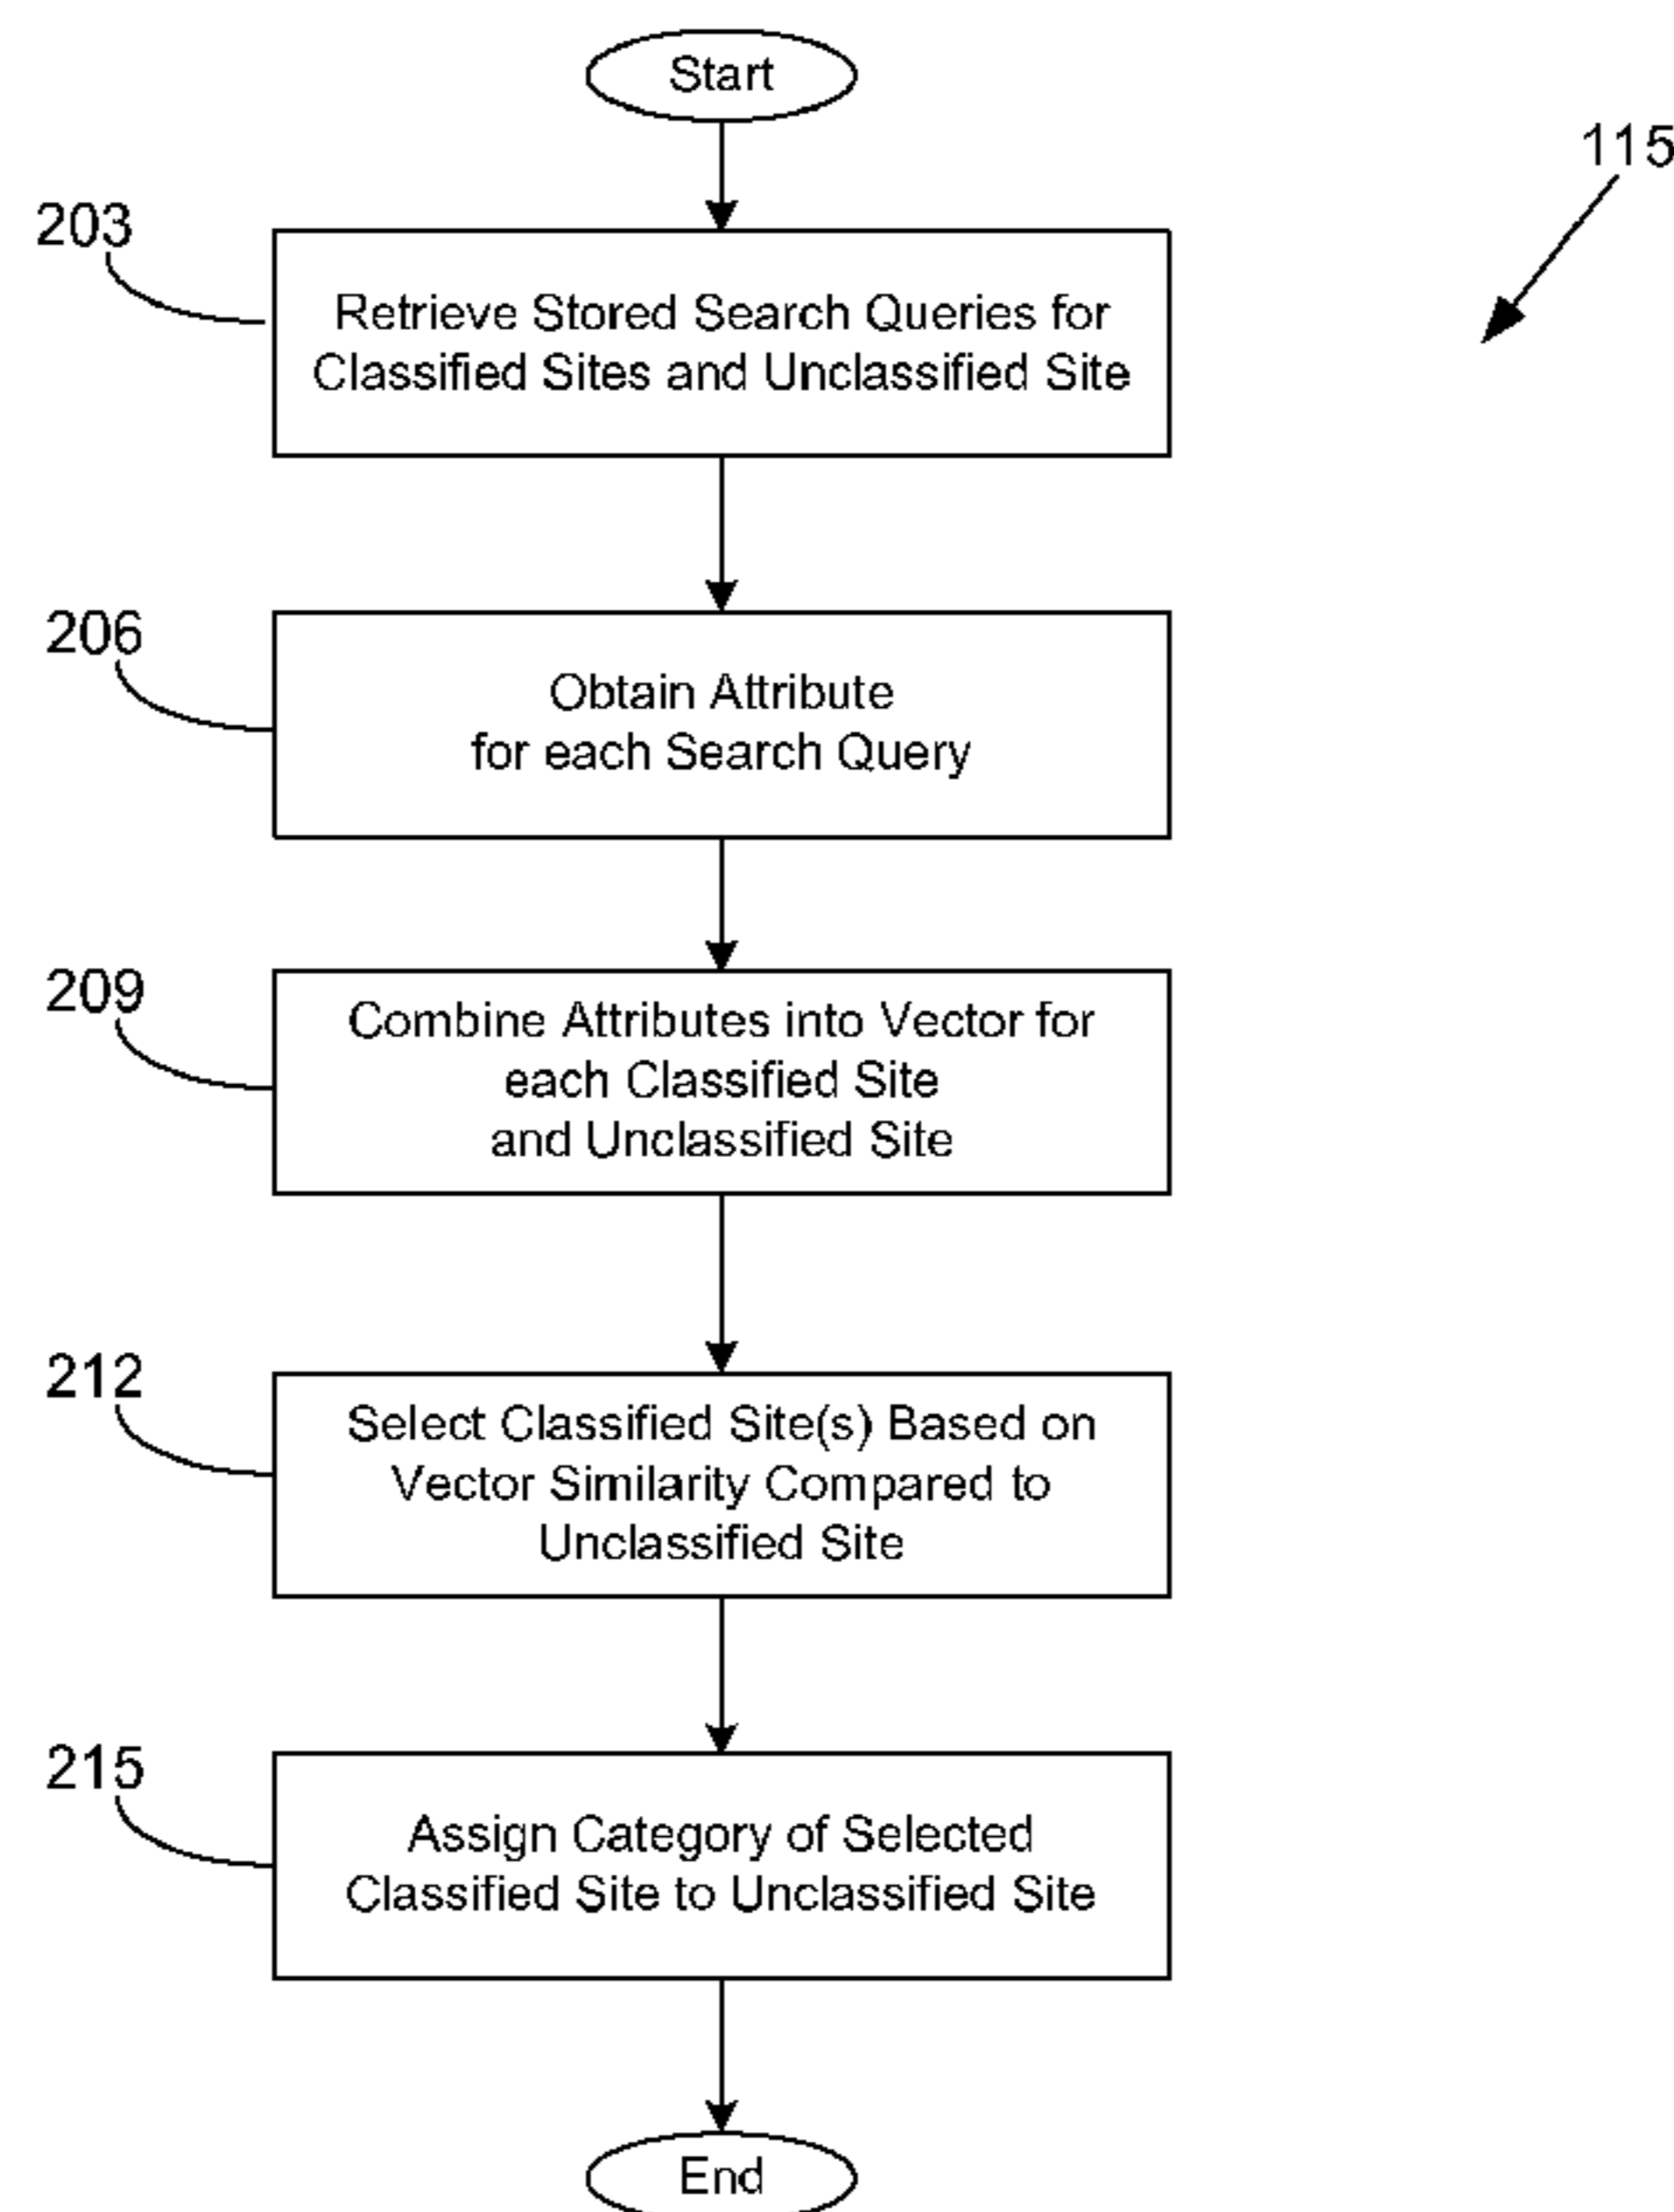 Start
115
203
Retrieve Stored Search Queries for
Classified Sites and Unclassified Site
206
Obtain Attribute
for each Search Query
209
Combine Attributes into Vector for
each Classified Site
and Unclassified Site
212
Select Classified Site(s) Based on
Vector Similarity Compared to
Unclassified Site
215
Assign Category of Selected
Classified Site to Unclassified Site
End